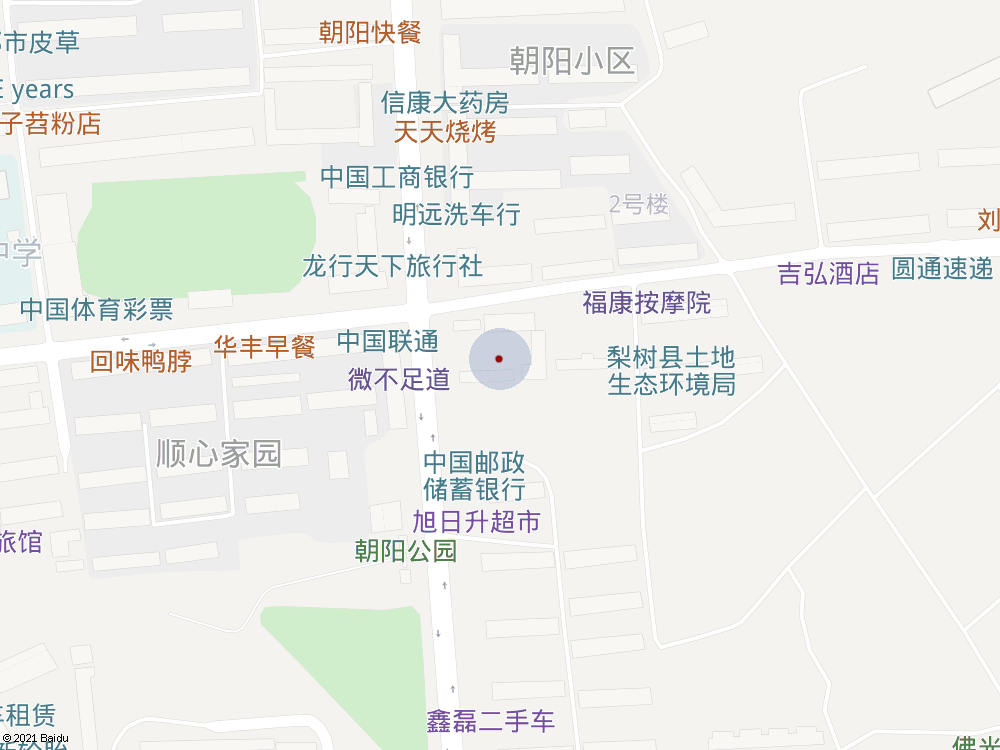 朝阳快餐
市皮草
朝阳小区
years
信康大药房
子苕粉店
天天烧烤
中国工商银行
2号楼
明远洗车行
刘
中学
龙行天下旅行社
吉弘酒店
圆通速递
福康按摩院
中国体育彩票
华丰早餐
中国联通
回味鸭脖
梨树县土地
生态环境局
微不足道
顺心家园
中国邮政
储蓄银行
旭日升超市
旅馆
朝阳公园
租赁
鑫磊二手车
佛光
© 2021 Baidu